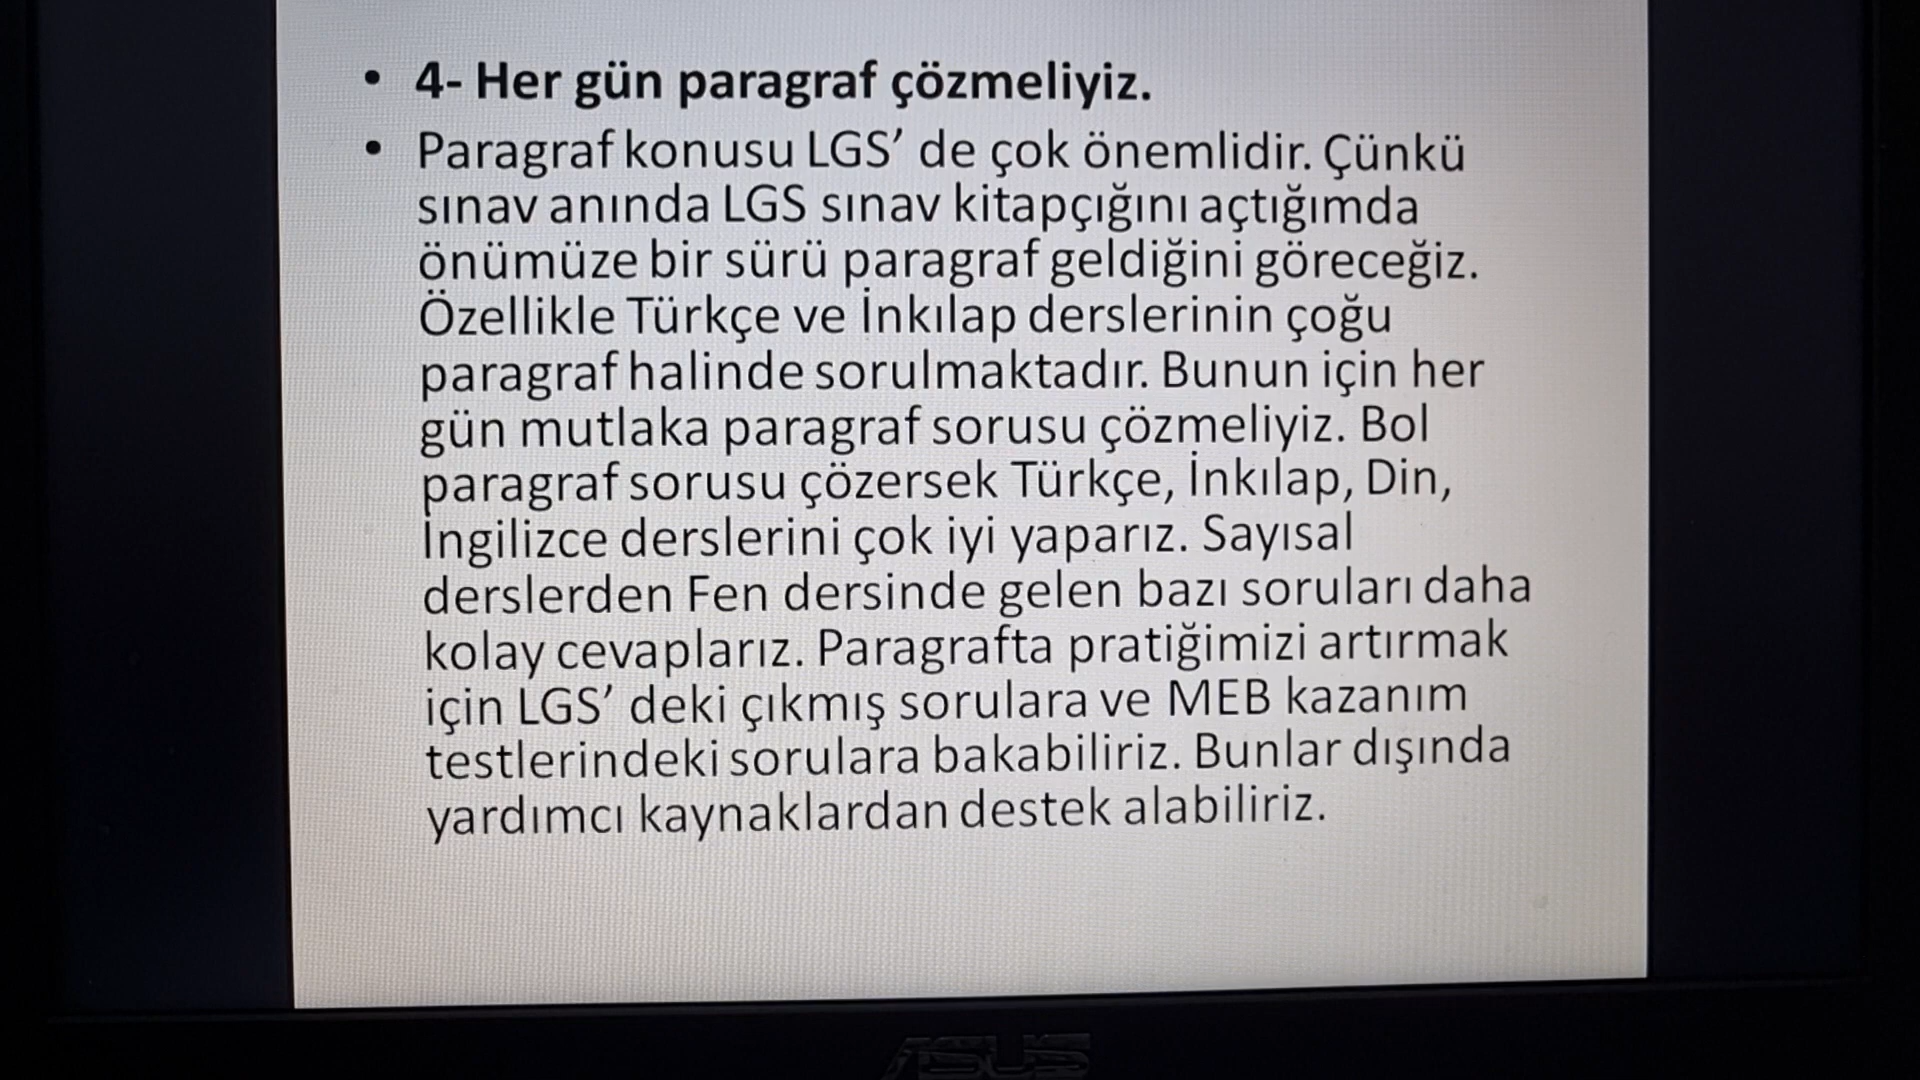 • 4- Her gün paragraf çözmeliyiz.
• Paragraf konusu LGS’ de çok önemlidir. Çünkü
sınav anında LGS sınav kitapçığını açtığımda
önümüze bir sürü paragraf geldiğini göreceğiz.
Özellikle Türkçe ve İnkılap derslerinin çoğu
paragraf halinde sorulmaktadır. Bunun için her
gün mutlaka paragraf sorusu çözmeliyiz. Bol
paragraf sorusu çözersek Türkçe, İnkılap, Din,
İngilizce derslerini çok iyi yaparız. Sayısal
derslerden Fen dersinde gelen bazı soruları daha
kolay cevaplarız. Paragrafta pratiğimizi artırmak
için LGS’ deki çıkmış sorulara ve MEB kazanım
testlerindeki sorulara bakabiliriz. Bunlar dışında
yardımcı kaynaklardan destek alabiliriz.
ASUS